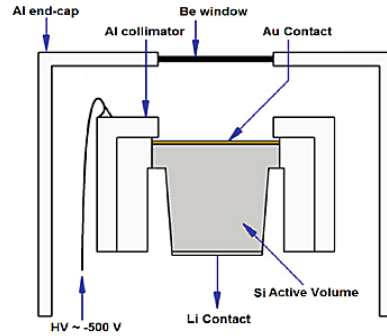 Al end-cap
Be window
Al collimator
Au Contact
Si Active Volume
Li Contact
HV ~ -500 V